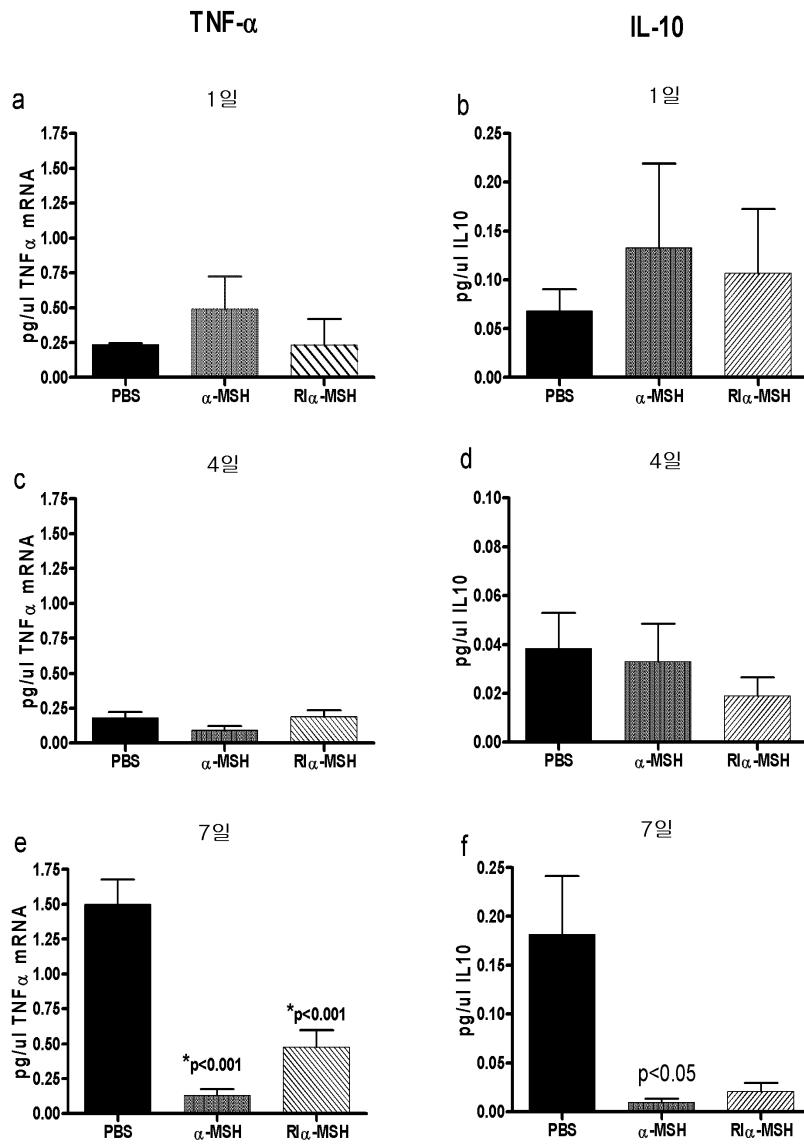 TNF-α
IL-10
a
1일
1.75
1.50
1.25
1.00
0.75
0.50
0.25
0.00
pg/ul TNFα mRNA
PBS
α-MSH
RIα-MSH
b
1일
0.25
0.20
0.15
0.10
0.05
0.00
pg/ul IL10
PBS
α-MSH
RIα-MSH
c
4일
1.75
1.50
1.25
1.00
0.75
0.50
0.25
0.00
pg/ul TNFα mRNA
PBS
α-MSH
RIα-MSH
d
4일
0.10
0.08
0.06
0.04
0.02
0.00
pg/ul IL10
PBS
α-MSH
RIα-MSH
e
7일
1.75
1.50
1.25
1.00
0.75
0.50
0.25
0.00
pg/ul TNFα mRNA
*p<0.001
*p<0.001
PBS
α-MSH
RIα-MSH
f
7일
0.25
0.20
0.15
0.10
0.05
0.00
pg/ul IL10
p<0.05
PBS
α-MSH
RIα-MSH